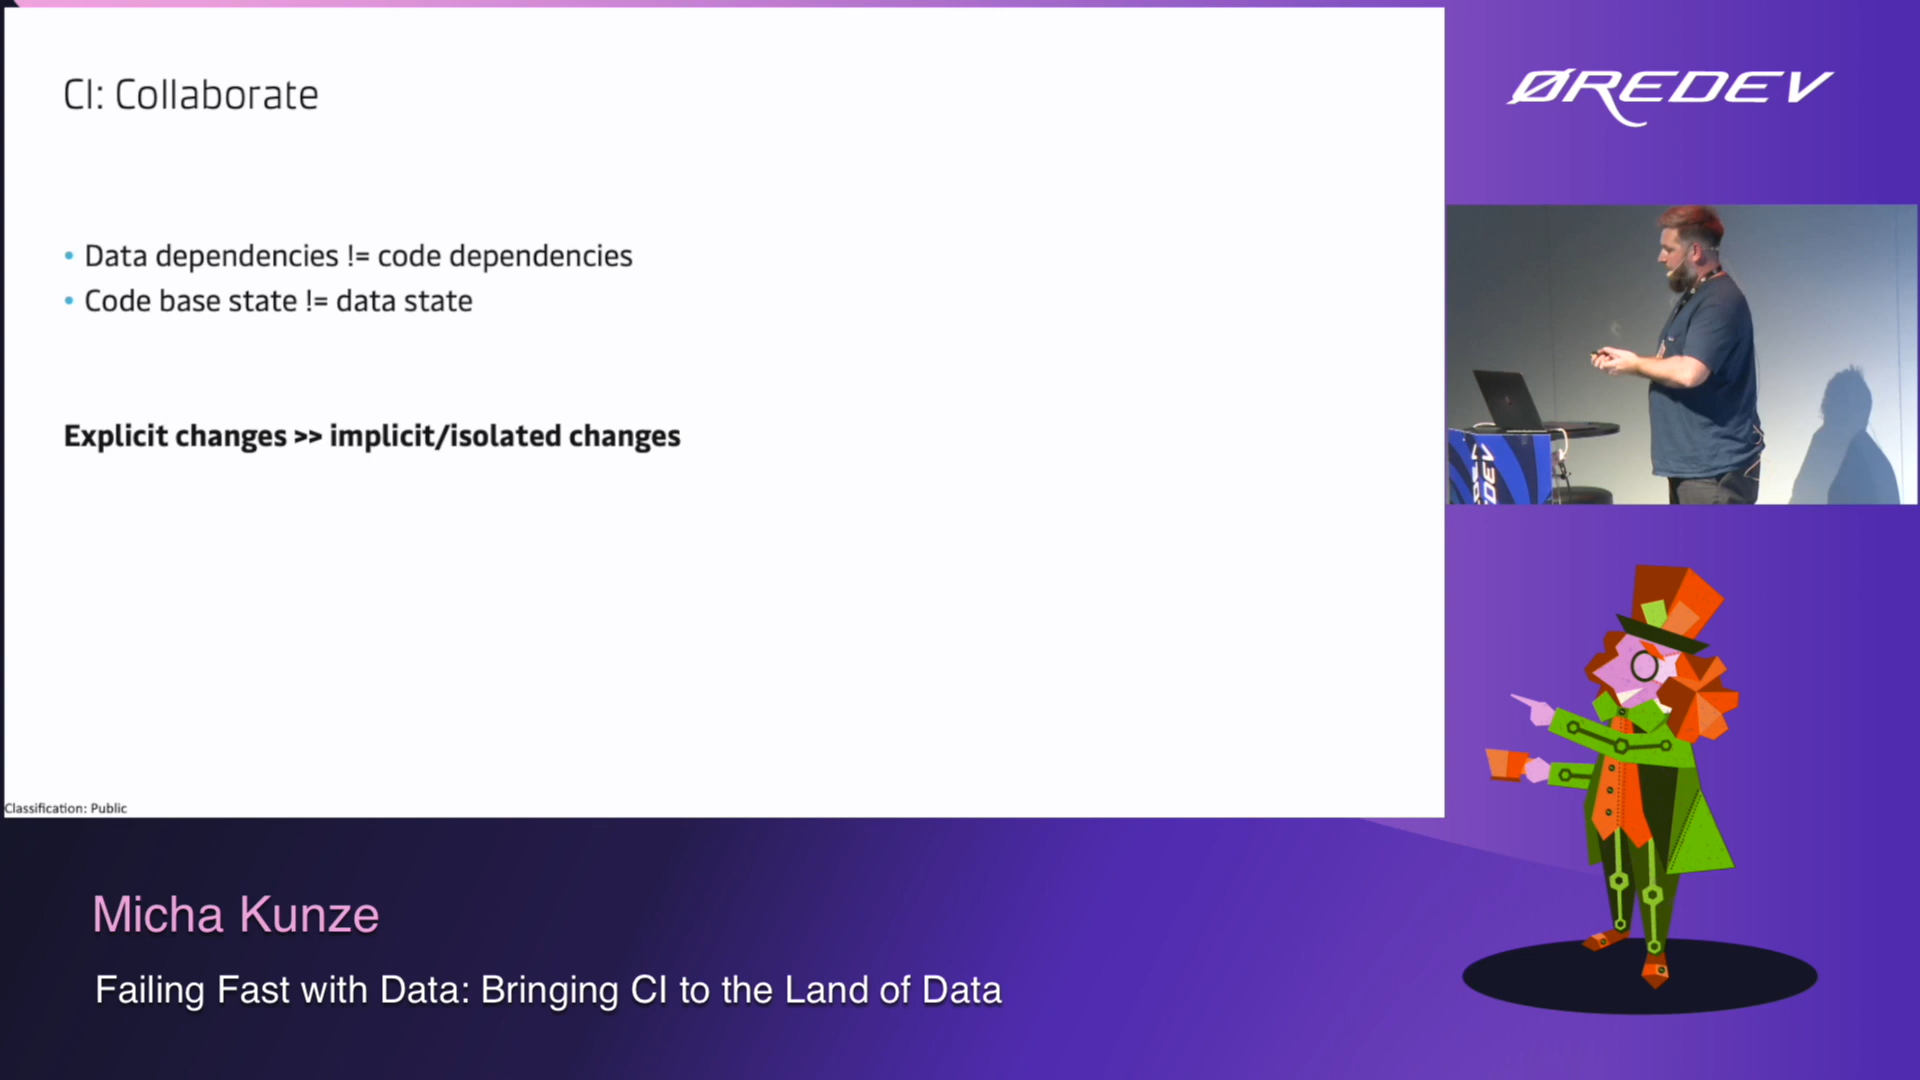 CI: Collaborate
• Data dependencies != code dependencies
• Code base state != data state
Explicit changes >> implicit/isolated changes
Classification: Public
ØREDEV
Micha Kunze
Failing Fast with Data: Bringing CI to the Land of Data